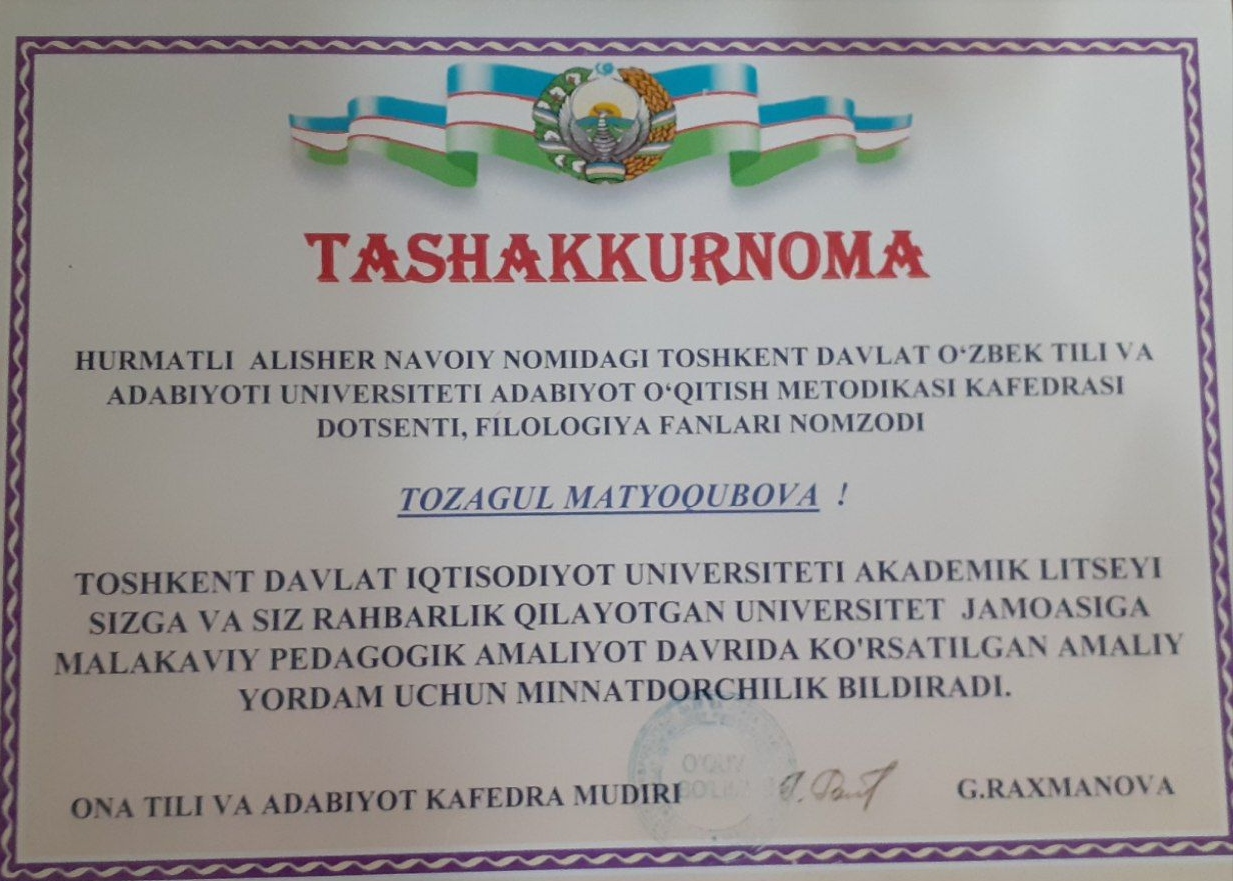 TASHAKKURNOMA
HURMATLI ALISHER NAVOIY NOMIDAGI TOSHKENT DAVLAT O‘ZBEK TILI VA
ADABIYOTI UNIVERSITETI ADABIYOT O‘QITISH METODIKASI KAFEDRASI
DOTSENTI, FILOLOGIYA FANLARI NOMZODI
TOZAGUL MATYOQUBOVA !
TOSHKENT DAVLAT IQTISODIYOT UNIVERSITETI AKADEMIK LITSEYI
SIZGA VA SIZ RAHBARLIK QILAYOTGAN UNIVERSITET JAMOASIGA
MALAKAVIY PEDAGOGIK AMALIYOT DAVRIDA KO'RSATILGAN AMALIY
YORDAM UCHUN MINNATDORCHILIK BILDIRADI.
O'QUV
ONA TILI VA ADABIYOT KAFEDRA MUDIRI G.RAXMANOVA